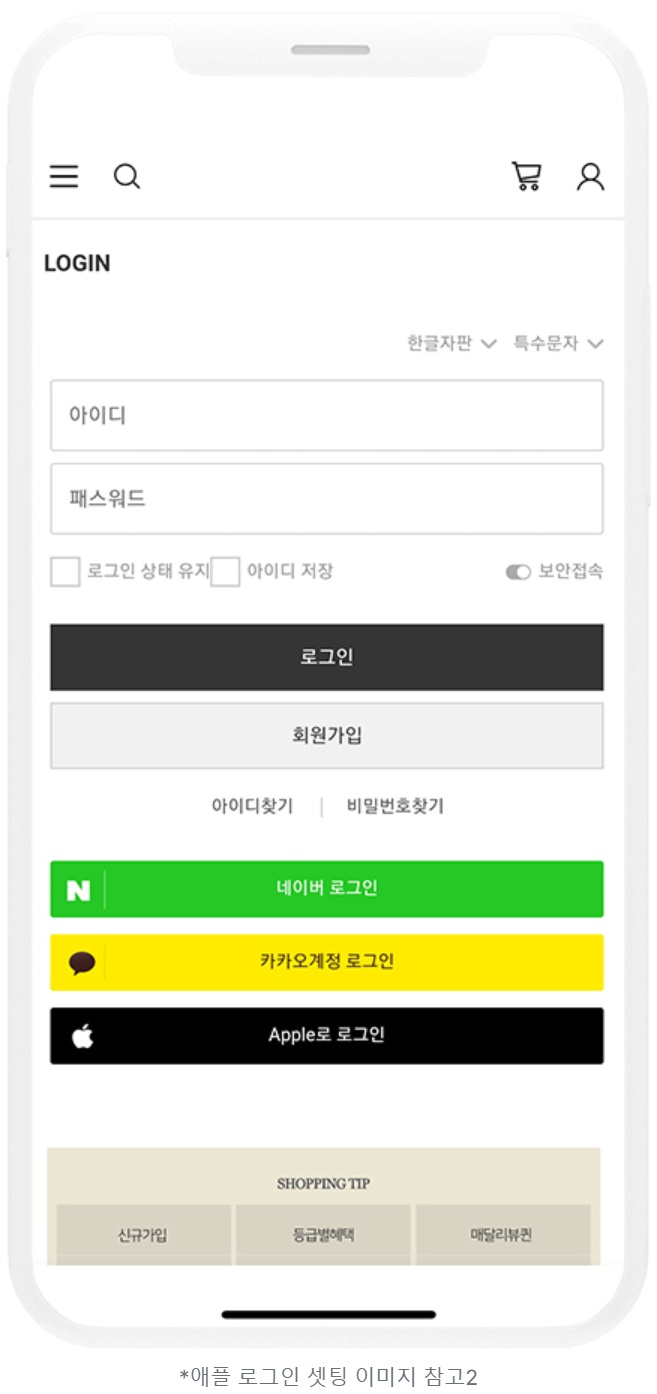 LOGIN
한글자판 특수문자
아이디
패스워드
로그인 상태 유지 아이디 저장 보안접속
로그인
회원가입
아이디찾기 | 비밀번호찾기
N 네이버 로그인
카카오계정 로그인
Apple로 로그인
SHOPPING TIP
신규가입 등급별혜택 매달리뷰퀸
*애플 로그인 셋팅 이미지 참고2